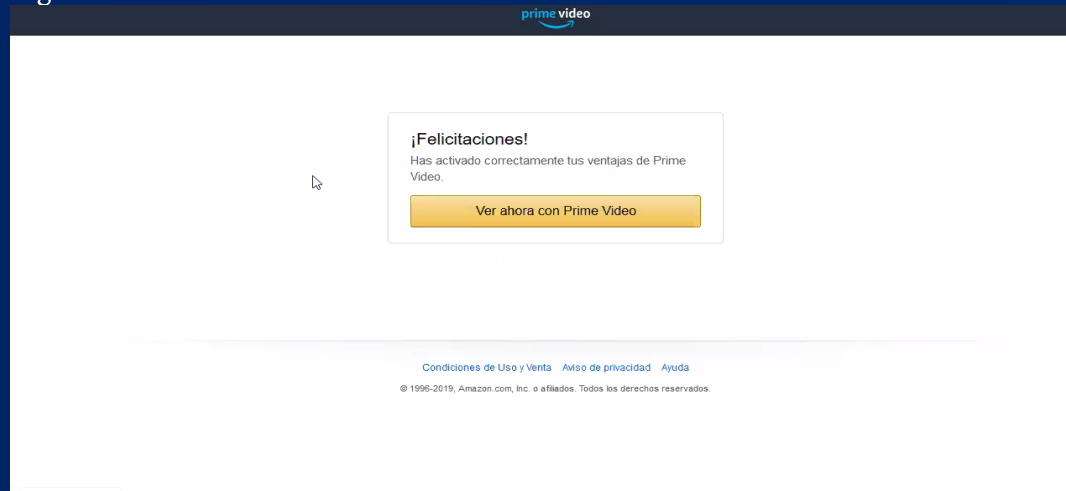 prime video
¡Felicitaciones!
Has activado correctamente tus ventajas de Prime
Video.
Ver ahora con Prime Video
Condiciones de Uso y Venta Aviso de privacidad Ayuda
© 1996-2019, Amazon.com, Inc. o afiliados. Todos los derechos reservados.